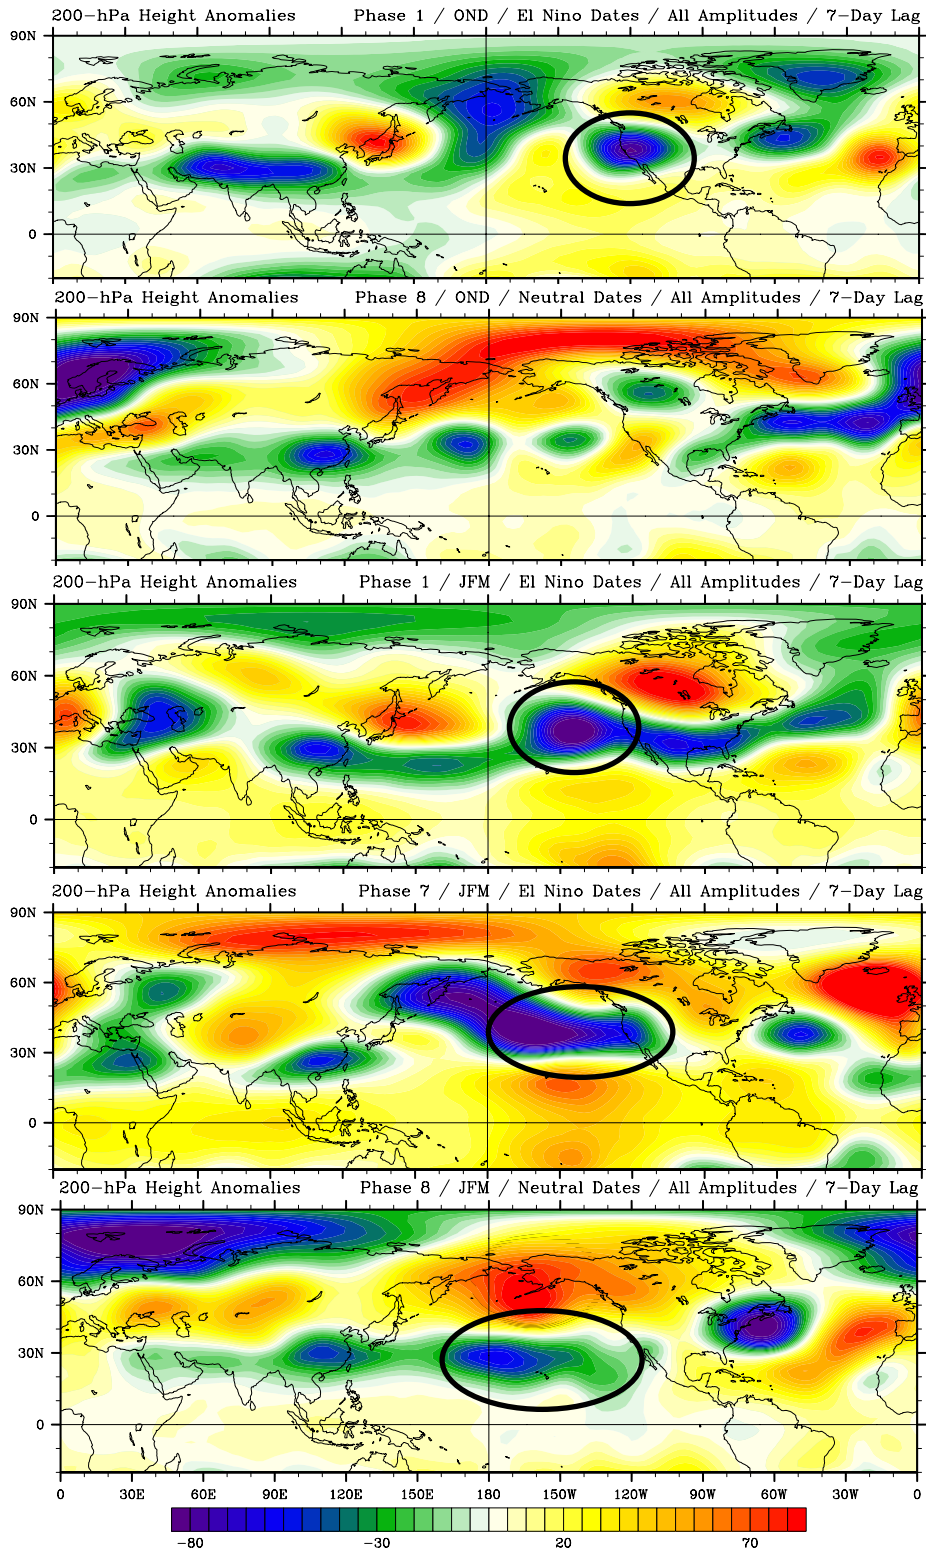 200-hPa Height Anomalies Phase 1 / OND / El Nino Dates / All Amplitudes / 7-Day Lag
90N
60N
30N
0
200-hPa Height Anomalies Phase 8 / OND / Neutral Dates / All Amplitudes / 7-Day Lag
90N
60N
30N
0
200-hPa Height Anomalies Phase 1 / JFM / El Nino Dates / All Amplitudes / 7-Day Lag
90N
60N
30N
0
200-hPa Height Anomalies Phase 7 / JFM / El Nino Dates / All Amplitudes / 7-Day Lag
90N
60N
30N
0
200-hPa Height Anomalies Phase 8 / JFM / Neutral Dates / All Amplitudes / 7-Day Lag
90N
60N
30N
0
0 30E 60E 90E 120E 150E 180 150W 120W 90W 60W 30W 0
-80 -30 20 70